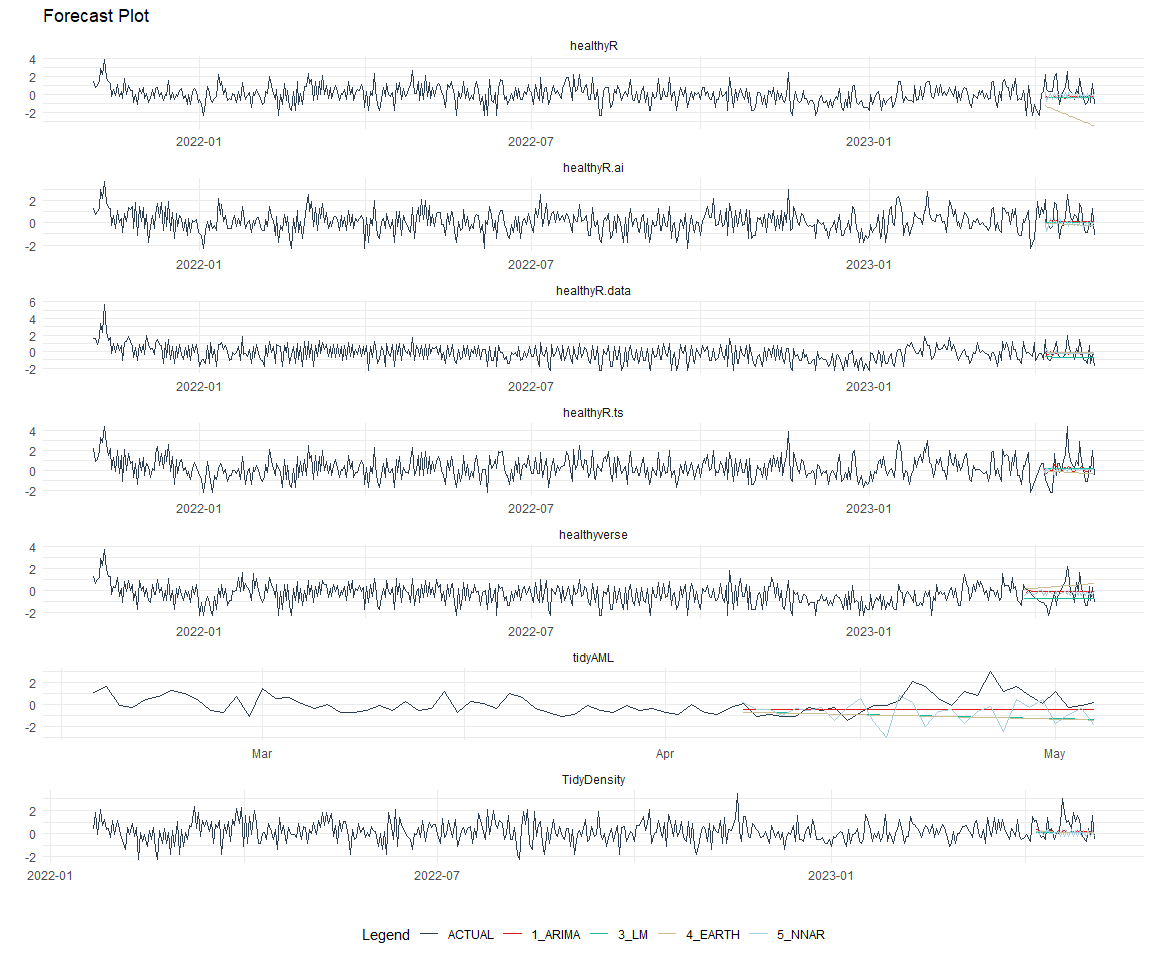 Forecast Plot
healthyR
4
2
0
-2
2022-01 2022-07 2023-01
healthyR.ai
2
0
-2
2022-01 2022-07 2023-01
healthyR.data
6
4
2
0
-2
2022-01 2022-07 2023-01
healthyR.ts
4
2
0
-2
2022-01 2022-07 2023-01
healthyverse
4
2
0
-2
2022-01 2022-07 2023-01
tidyAML
2
0
-2
Mar Apr May
TidyDensity
2
0
-2
2022-01 2022-07 2023-01
Legend ACTUAL 1_ARIMA 3_LM 4_EARTH 5_NNAR